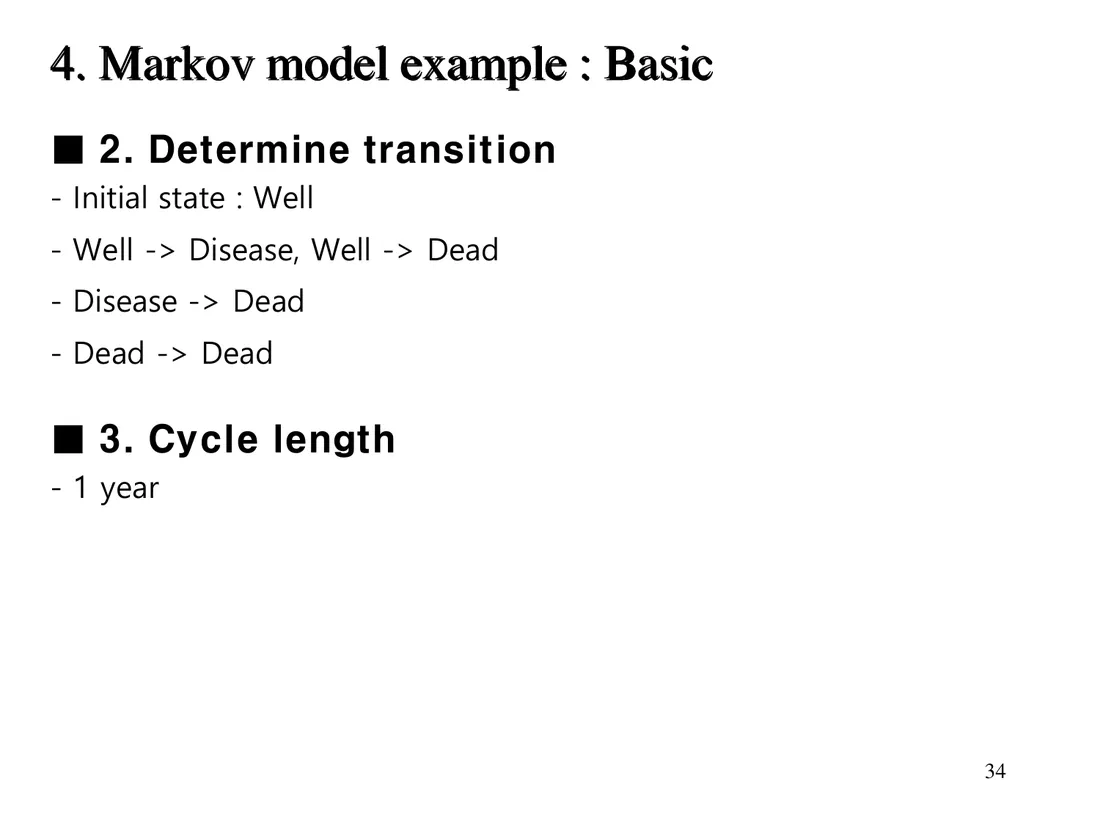 4. Markov model example : Basic
■ 2. Determine transition
- Initial state : Well
- Well -> Disease, Well -> Dead
- Disease -> Dead
- Dead -> Dead
■ 3. Cycle length
- 1 year
34